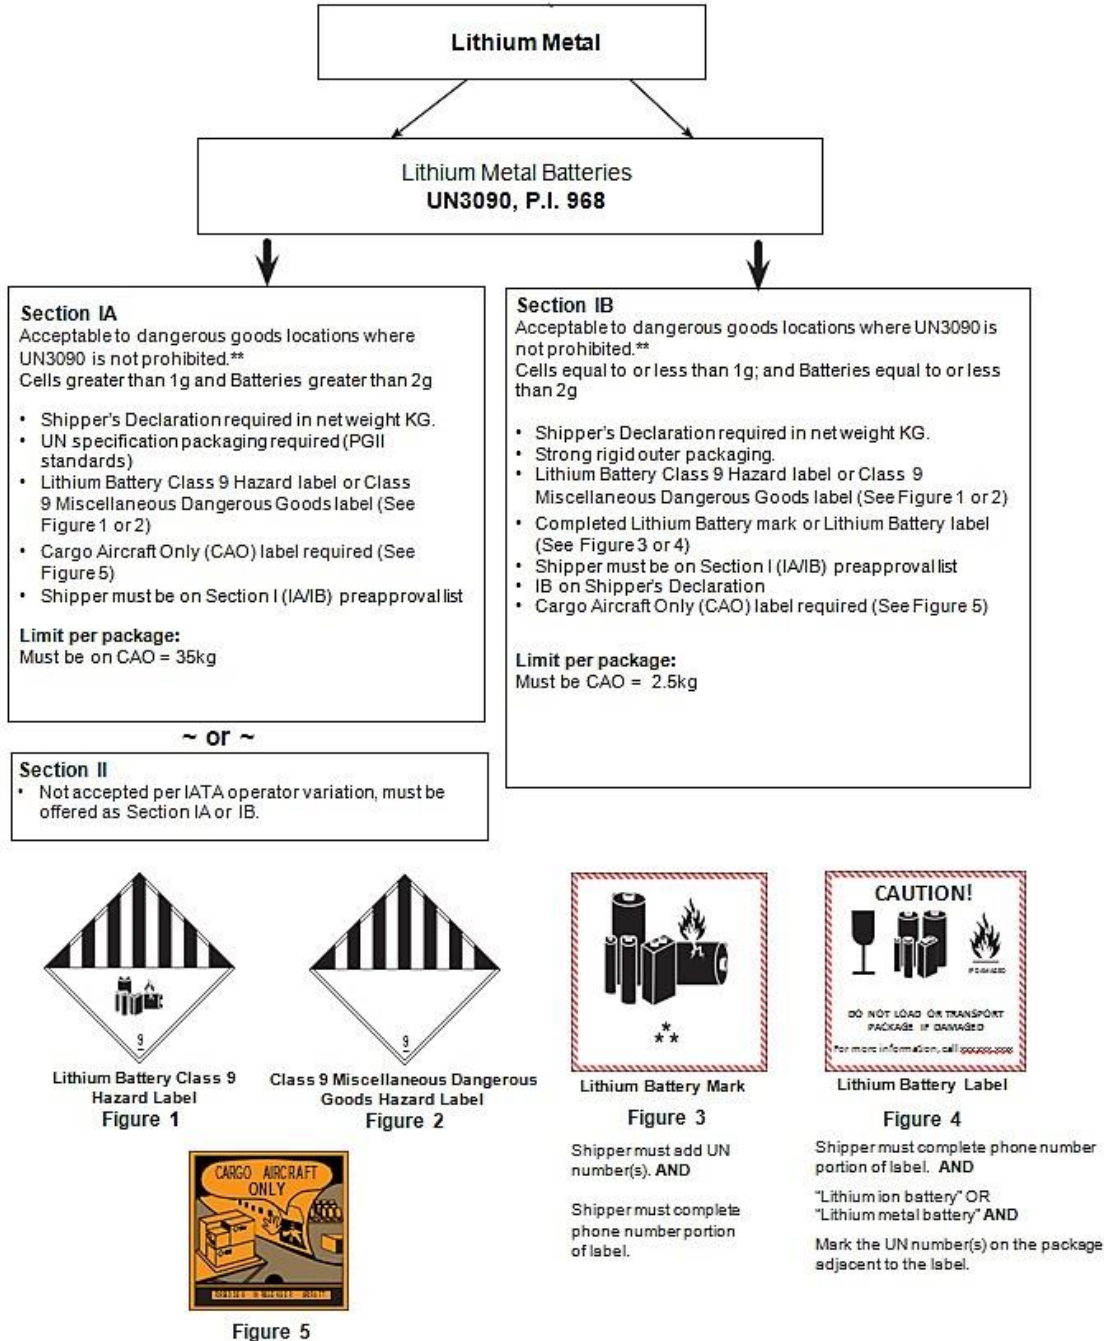 Lithium Metal
Lithium Metal Batteries
UN3090, P.I. 968
Section IA
Acceptable to dangerous goods locations where
UN3090 is not prohibited.**
Cells greater than 1g and Batteries greater than 2g
• Shipper's Declaration required in net weight KG.
• UN specification packaging required (PGII
standards)
• Lithium Battery Class 9 Hazard label or Class
9 Miscellaneous Dangerous Goods label (See
Figure 1 or 2)
• Cargo Aircraft Only (CAO) label required (See
Figure 5)
• Shipper must be on Section I (IA/IB) preapproval list
Limit per package:
Must be on CAO = 35kg
~ or ~
Section II
• Not accepted per IATA operator variation, must be
offered as Section IA or IB.
Section IB
Acceptable to dangerous goods locations where UN3090 is
not prohibited.**
Cells equal to or less than 1g; and Batteries equal to or less
than 2g
• Shipper's Declaration required in net weight KG.
• Strong rigid outer packaging.
• Lithium Battery Class 9 Hazard label or Class 9
Miscellaneous Dangerous Goods label (See Figure 1 or 2)
• Completed Lithium Battery mark or Lithium Battery label
(See Figure 3 or 4)
• Shipper must be on Section I (IA/IB) preapproval list
• IB on Shipper's Declaration
• Cargo Aircraft Only (CAO) label required (See Figure 5)
Limit per package:
Must be CAO = 2.5kg
9
Lithium Battery Class 9
Hazard Label
Figure 1
9
Class 9 Miscellaneous Dangerous
Goods Hazard Label
Figure 2
***
Lithium Battery Mark
Figure 3
Shipper must add UN
number(s). AND
Shipper must complete
phone number portion
of label.
CAUTION!
IF DAMAGED
DO NOT LOAD OR TRANSPORT
PACKAGE IF DAMAGED
For more information, call xxx.xxx.xxxx
Lithium Battery Label
Figure 4
Shipper must complete phone number
portion of label. AND
"Lithium ion battery" OR
"Lithium metal battery" AND
Mark the UN number(s) on the package
adjacent to the label.
CARGO AIRCRAFT
ONLY
Figure 5